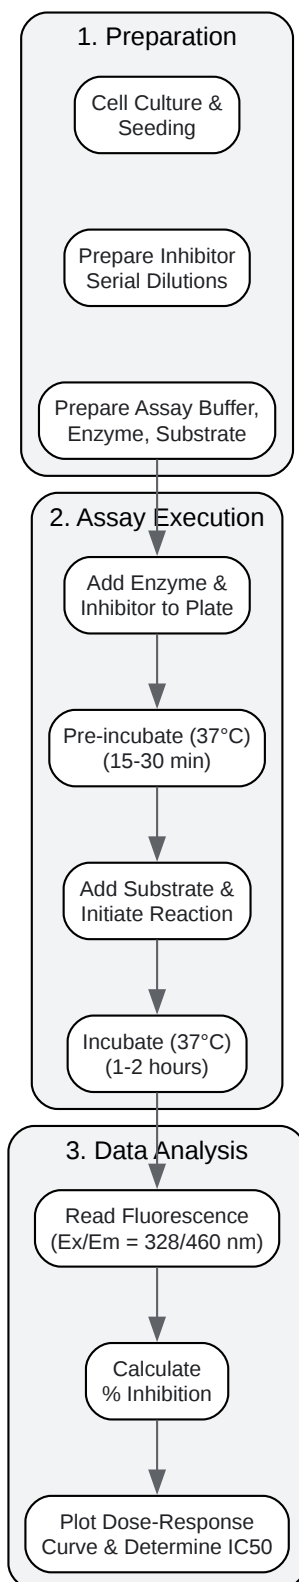 1. Preparation
Cell Culture &
Seeding
Prepare Inhibitor
Serial Dilutions
Prepare Assay Buffer,
Enzyme, Substrate
2. Assay Execution
Add Enzyme &
Inhibitor to Plate
Pre-incubate (37°C)
(15-30 min)
Add Substrate &
Initiate Reaction
Incubate (37°C)
(1-2 hours)
3. Data Analysis
Read Fluorescence
(Ex/Em = 328/460 nm)
Calculate
% Inhibition
Plot Dose-Response
Curve & Determine IC50